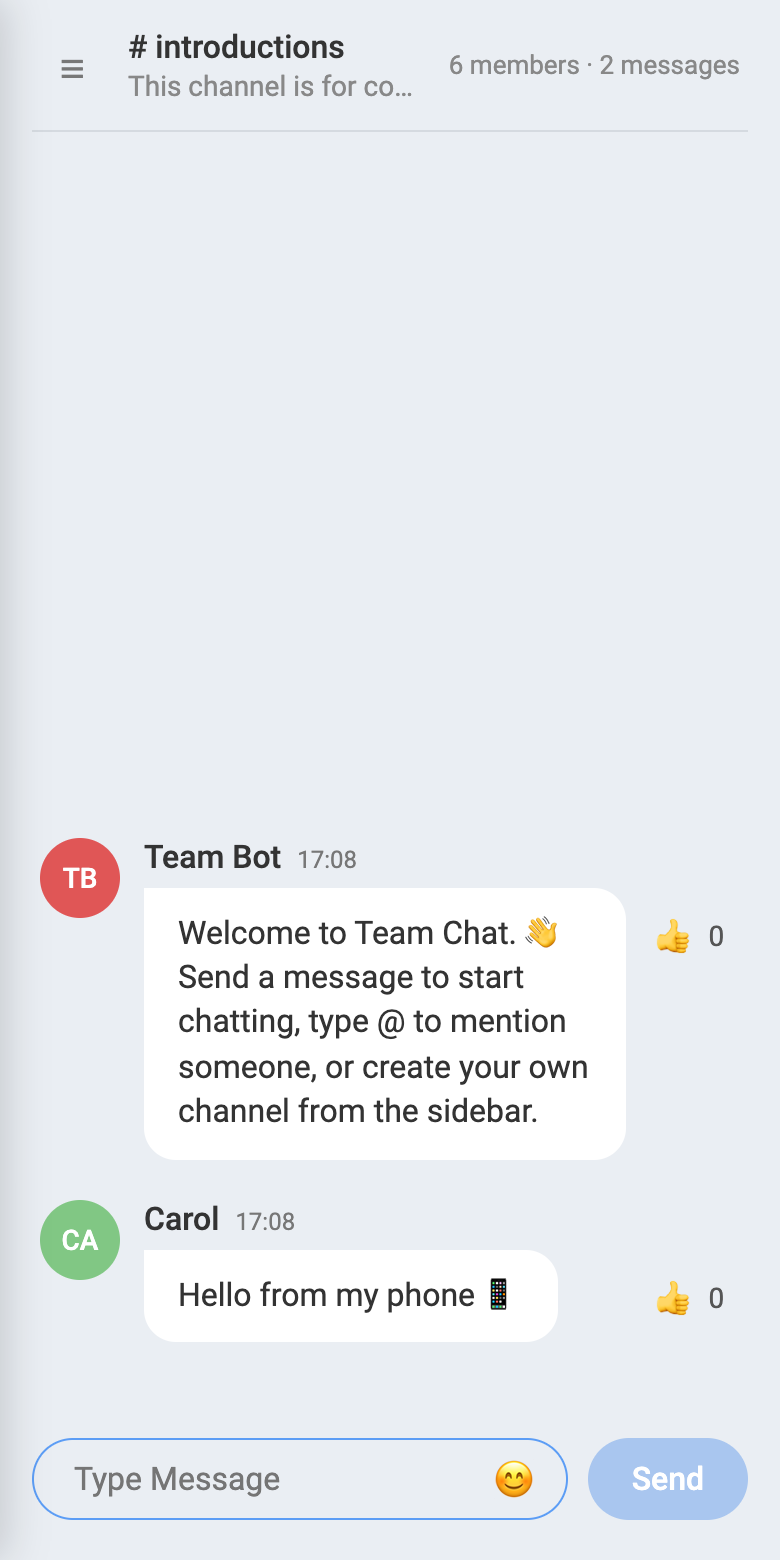 # introductions
This channel is for co...
6 members · 2 messages
TB
Team Bot 17:08
Welcome to Team Chat. 👋
Send a message to start
chatting, type @ to mention
someone, or create your own
channel from the sidebar.
👍 0
CA
Carol 17:08
Hello from my phone 📱
👍 0
Type Message 😊
Send